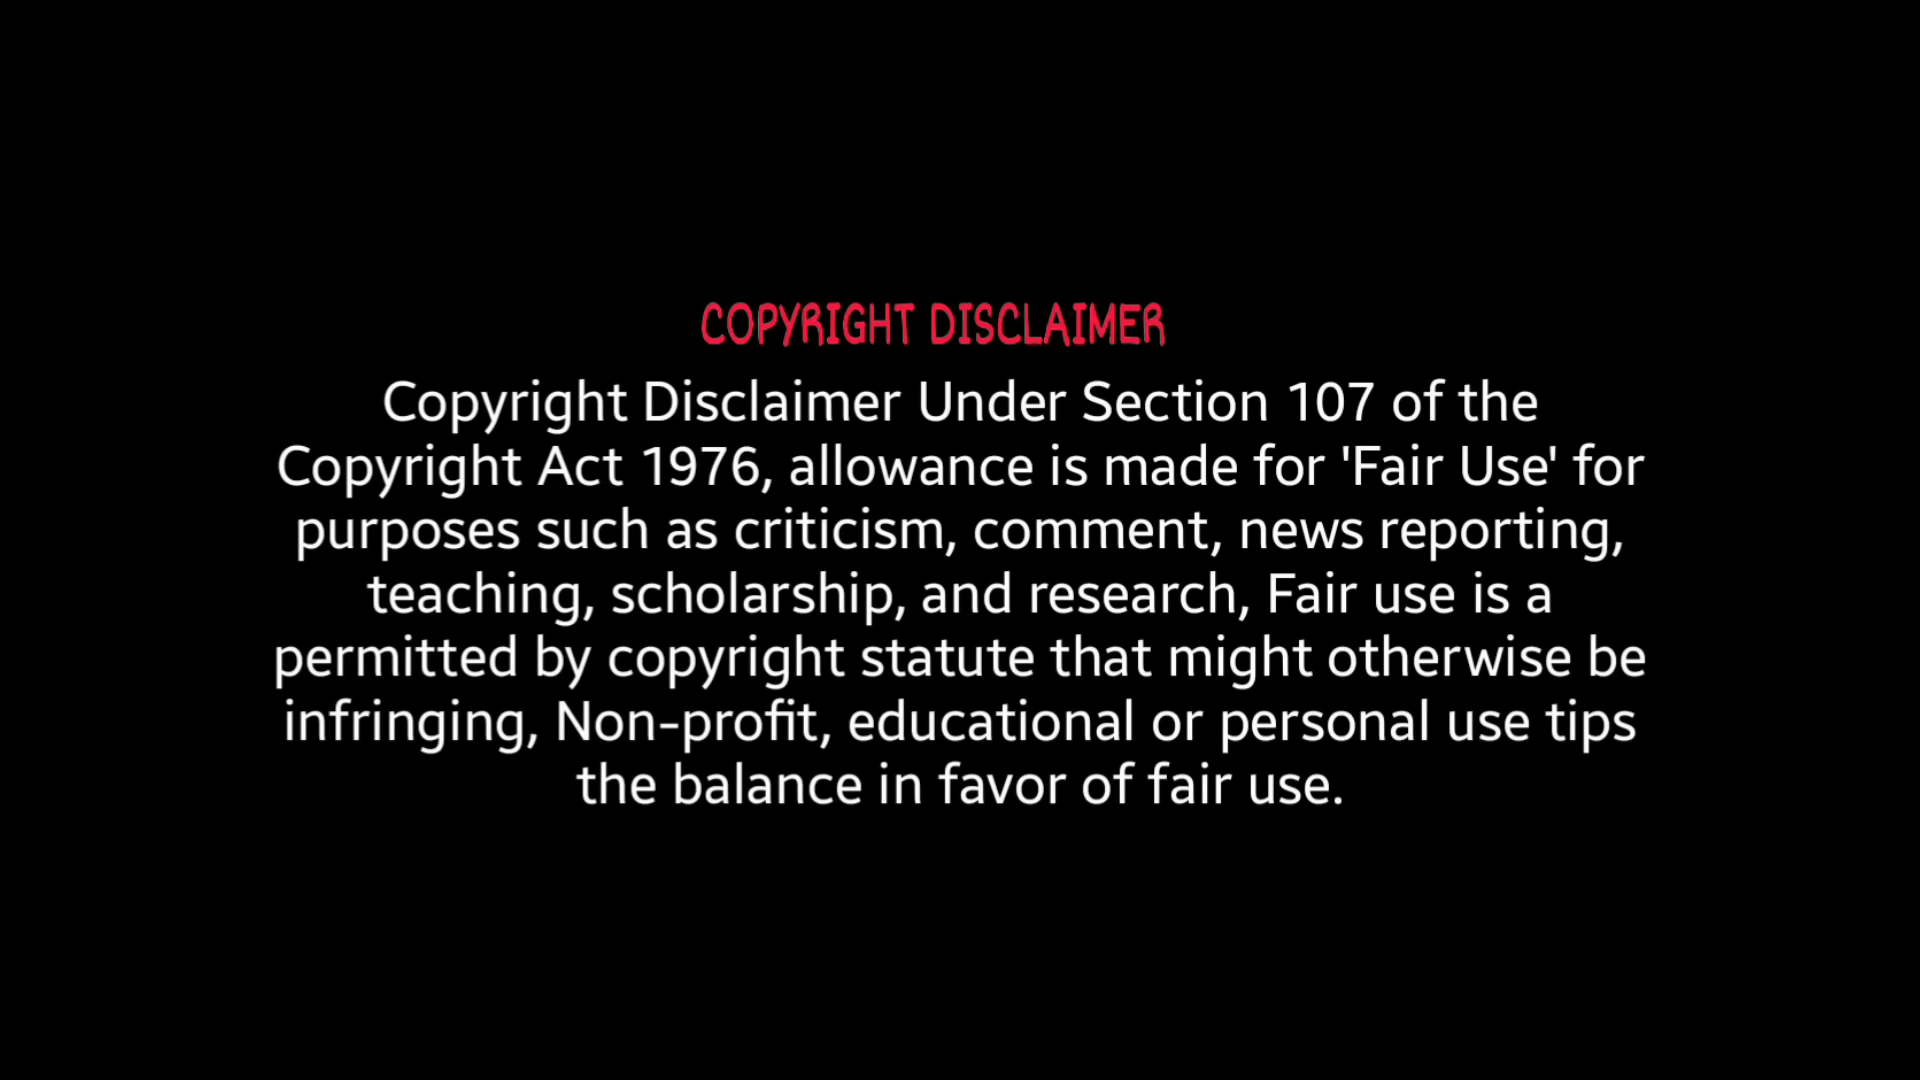 COPYRIGHT DISCLAIMER
Copyright Disclaimer Under Section 107 of the
Copyright Act 1976, allowance is made for 'Fair Use' for
purposes such as criticism, comment, news reporting,
teaching, scholarship, and research, Fair use is a
permitted by copyright statute that might otherwise be
infringing, Non-profit, educational or personal use tips
the balance in favor of fair use.